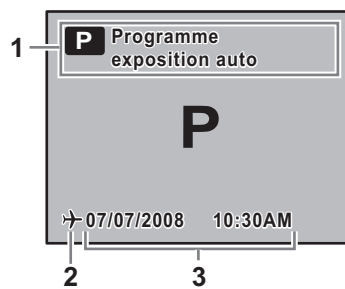 1
P Programme
exposition auto
P
07/07/2008 10:30AM
2 3